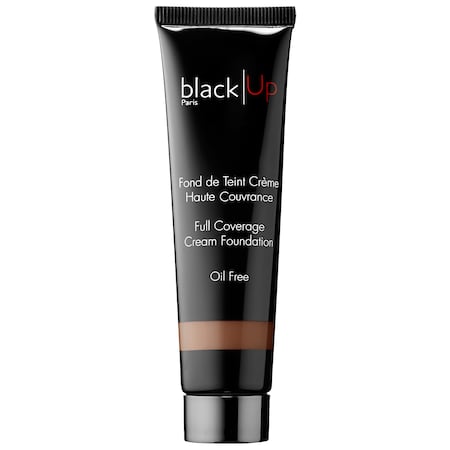 black|Up
Paris
Fond de Teint Crème
Haute Couvrance
Full Coverage
Cream Foundation
Oil Free